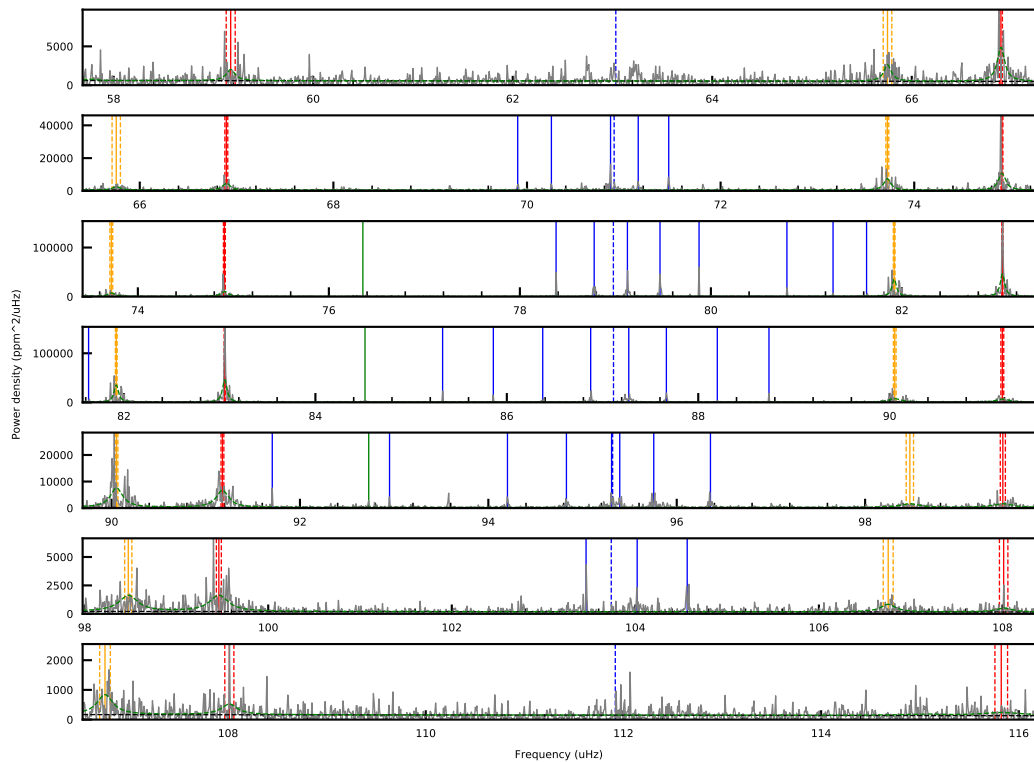 5000
0
58 60 62 64 66
40000
20000
0
66 68 70 72 74
100000
0
74 76 78 80 82
100000
0
82 84 86 88 90
20000
10000
0
90 92 94 96 98
5000
2500
0
98 100 102 104 106 108
2000
1000
0
108 110 112 114 116
Power density (ppm^2/uHz)
Frequency (uHz)